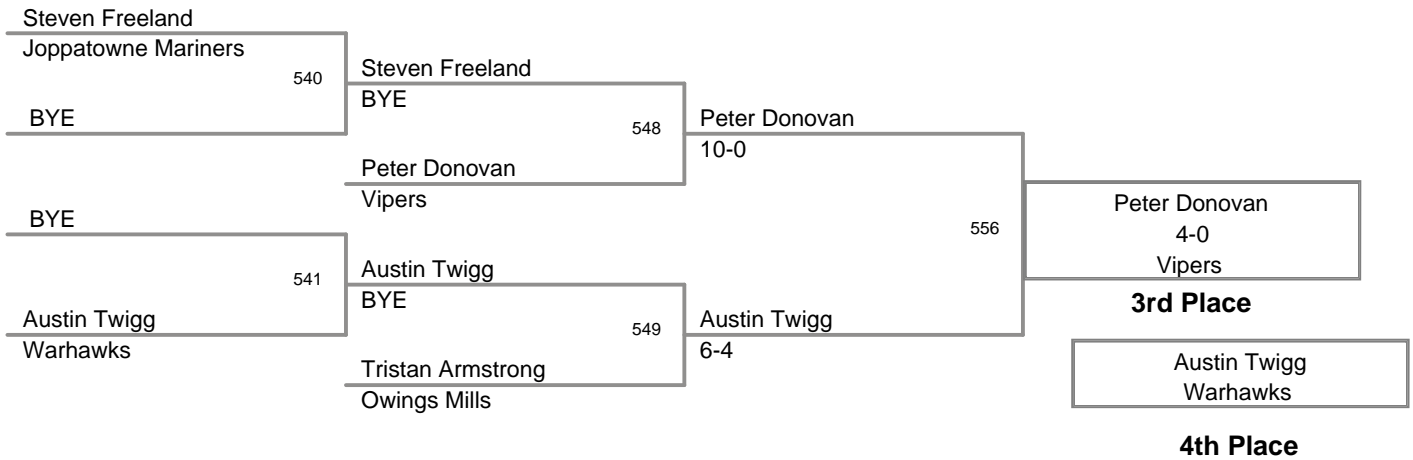 Steven Freeland
Joppatowne Mariners
540
BYE
Steven Freeland
BYE
548
Peter Donovan
Vipers
Peter Donovan
10-0
BYE
541
Austin Twigg
Warhawks
Austin Twigg
BYE
549
Tristan Armstrong
Owings Mills
Austin Twigg
6-4
556
Peter Donovan
4-0
Vipers
3rd Place
Austin Twigg
Warhawks
4th Place